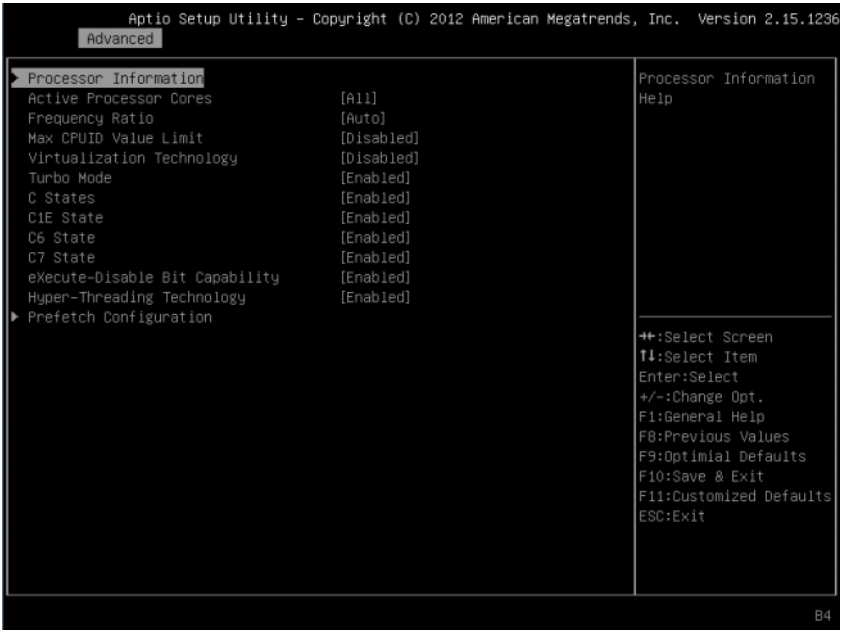 Aptio Setup Utility - Copyright (C) 2012 American Megatrends, Inc. Version 2.15.1236
Advanced
Processor Information
Active Processor Cores [All]
Frequency Ratio [Auto]
Max CPUID Value Limit [Disabled]
Virtualization Technology [Disabled]
Turbo Mode [Enabled]
C States [Enabled]
C1E State [Enabled]
C6 State [Enabled]
C7 State [Enabled]
eXecute-Disable Bit Capability [Enabled]
Hyper-Threading Technology [Enabled]
Prefetch Configuration
Processor Information
Help
→←:Select Screen
↑↓:Select Item
Enter:Select
+/-:Change Opt.
F1:General Help
F8:Previous Values
F9:Optimial Defaults
F10:Save & Exit
F11:Customized Defaults
ESC:Exit
B4